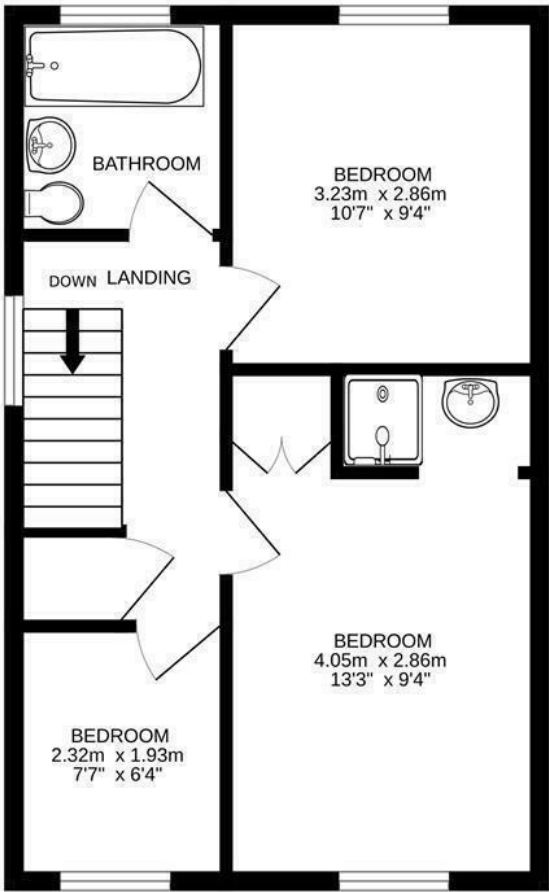 BATHROOM
BEDROOM
3.23m x 2.86m
10'7" x 9'4"
DOWN LANDING
BEDROOM
4.05m x 2.86m
13'3" x 9'4"
BEDROOM
2.32m x 1.93m
7'7" x 6'4"